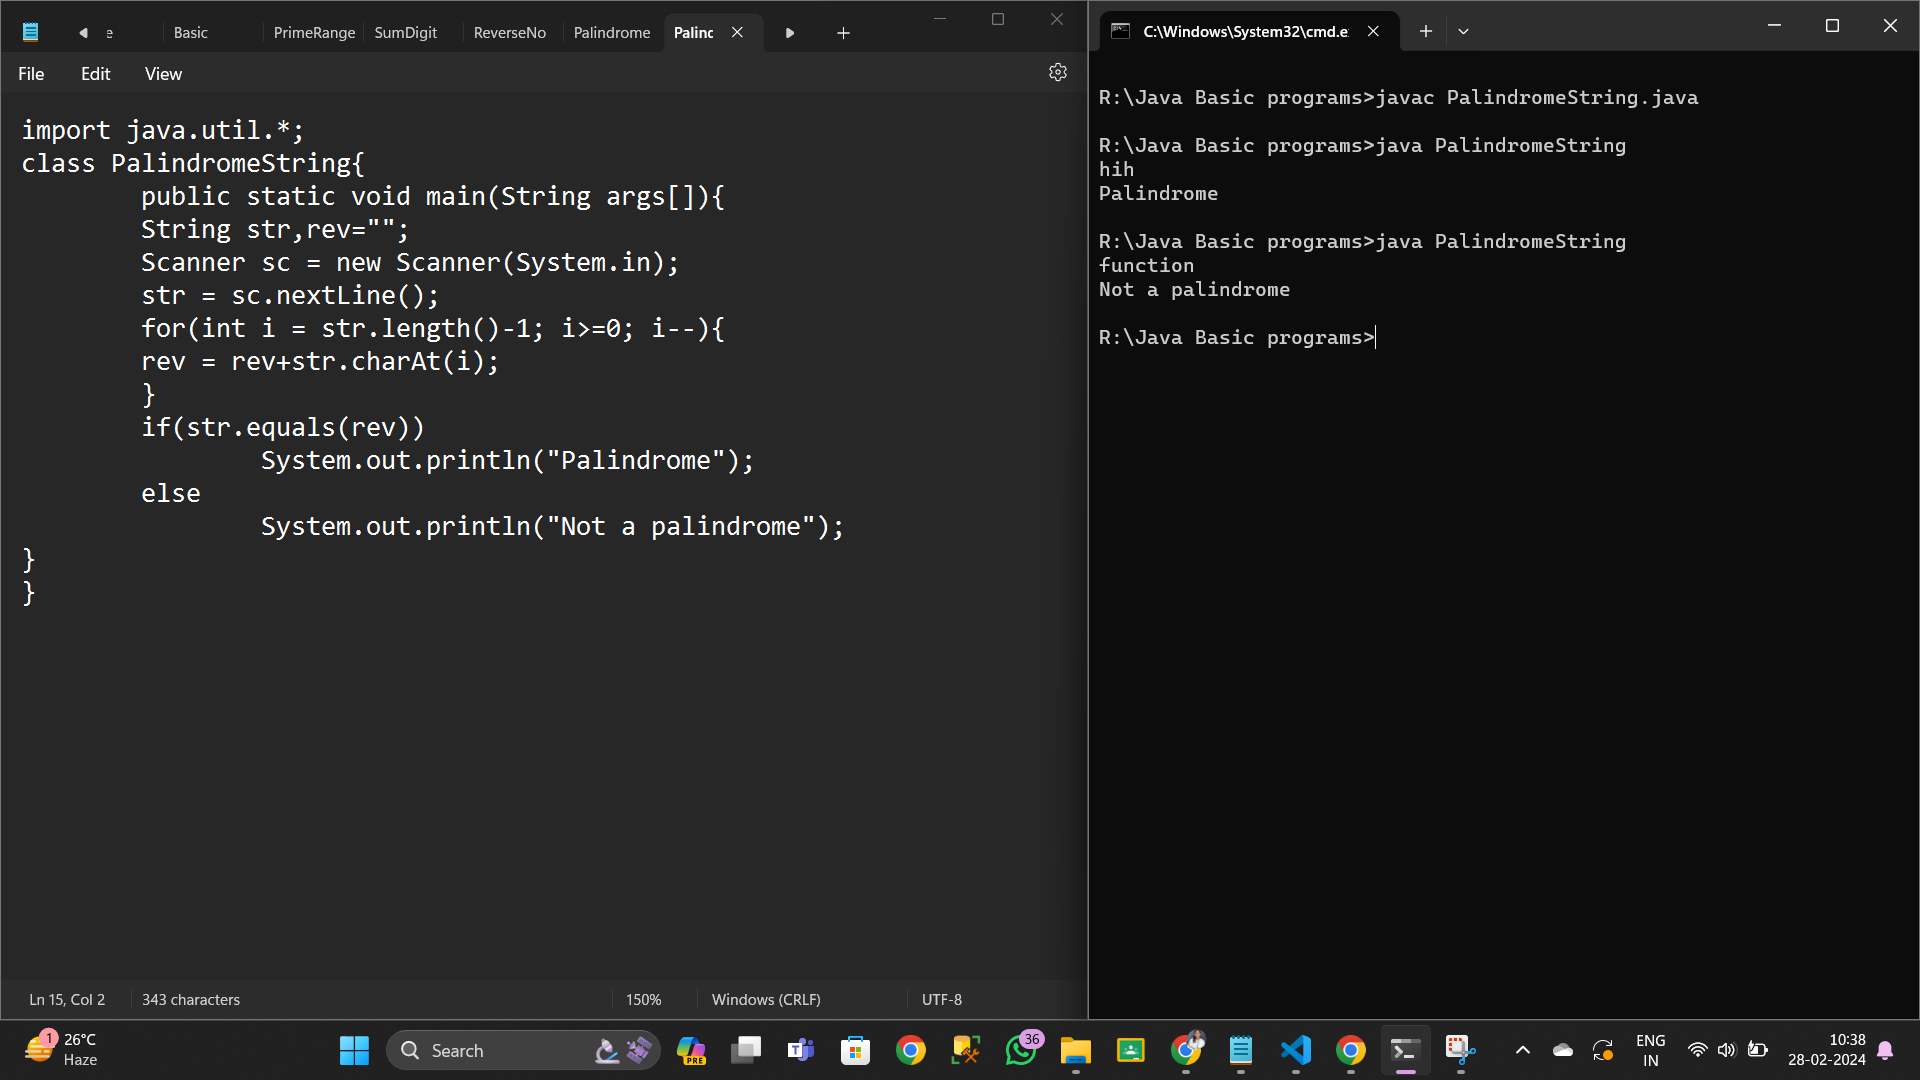 e
Basic
PrimeRange
SumDigit
ReverseNo
Palindrome
Palinc
File
Edit
View
import java.util.*;
class PalindromeString{
public static void main(String args[]){
String str,rev="";
Scanner sc = new Scanner(System.in);
str = sc.nextLine();
for(int i = str.length()-1; i>=0; i--){
rev = rev+str.charAt(i);
}
if(str.equals(rev))
System.out.println("Palindrome");
else
System.out.println("Not a palindrome");
}
}
Ln 15, Col 2
343 characters
150%
Windows (CRLF)
UTF-8
C:\Windows\System32\cmd.e
R:\Java Basic programs>javac PalindromeString.java
R:\Java Basic programs>java PalindromeString
hih
Palindrome
R:\Java Basic programs>java PalindromeString
function
Not a palindrome
R:\Java Basic programs>
1
26°C
Haze
Search
PRE
36
ENG
IN
10:38
28-02-2024